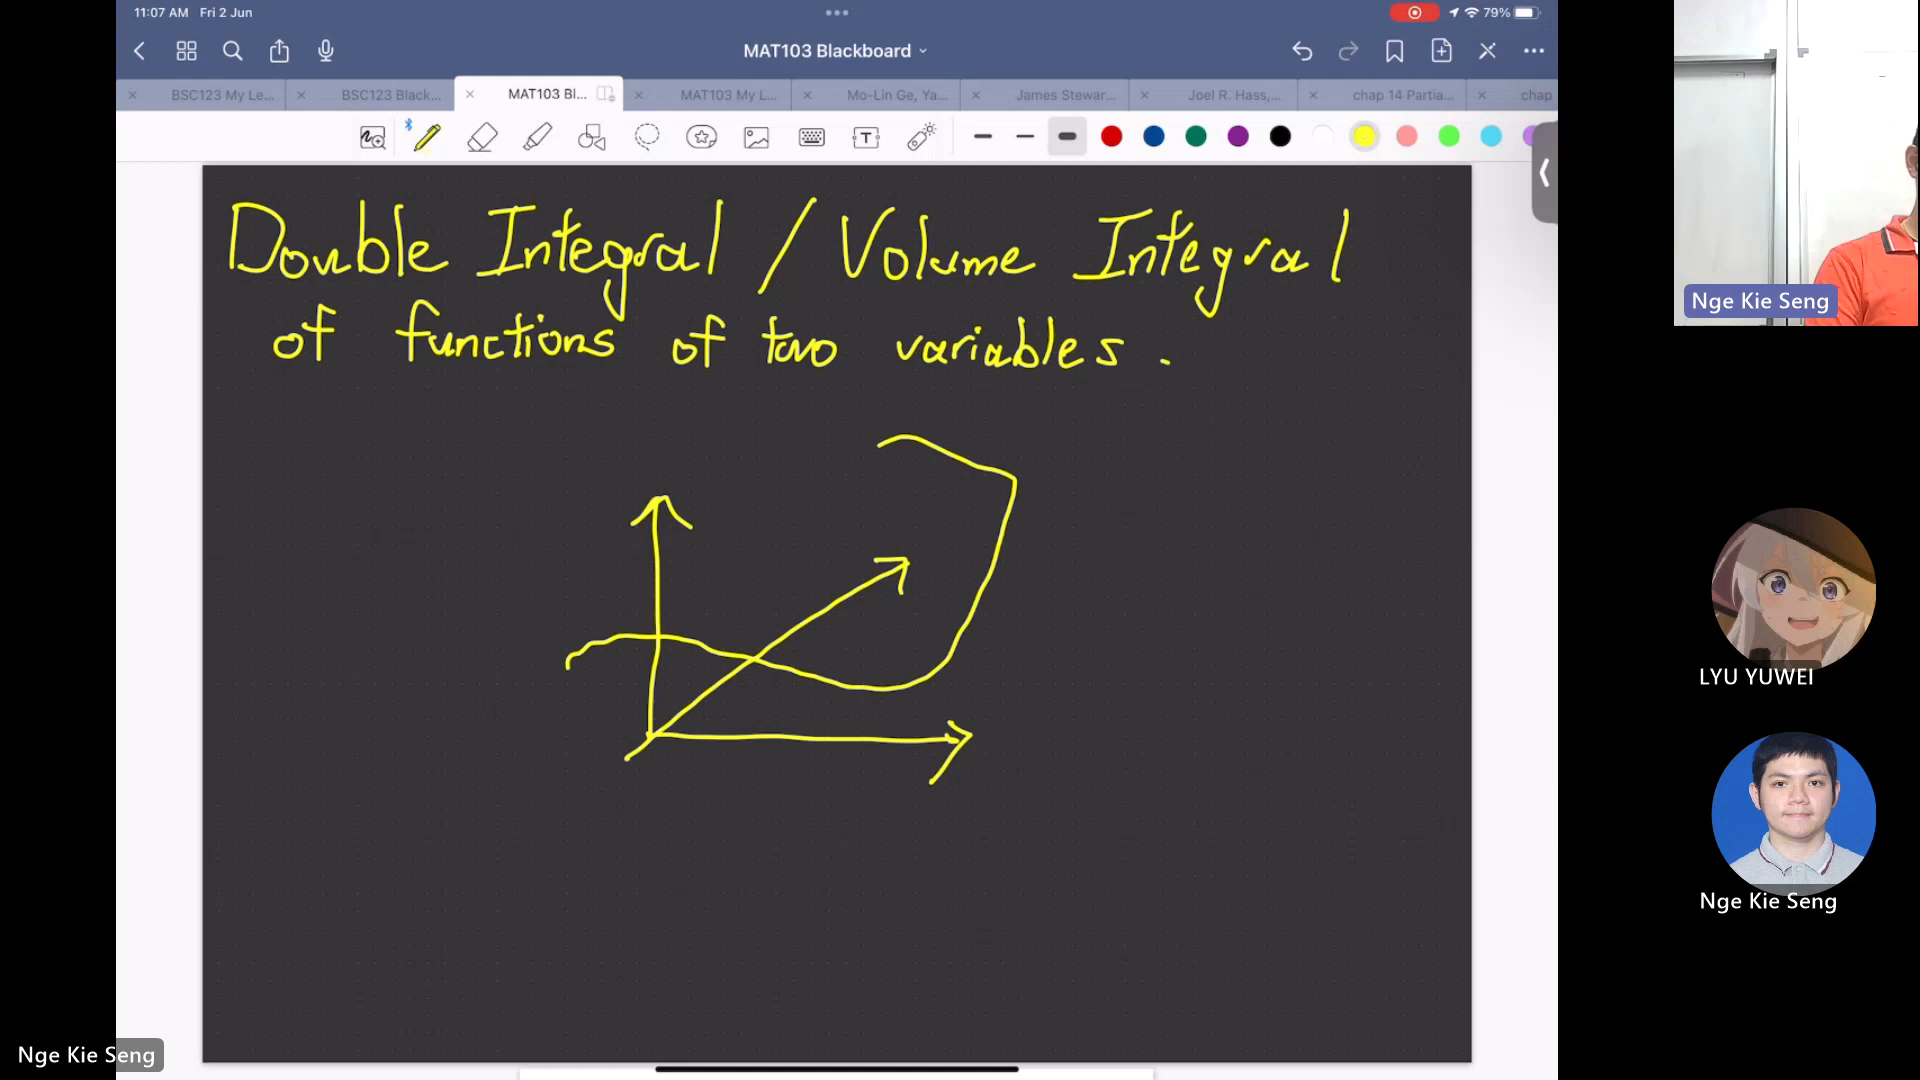 11:07 AM Fri 2 Jun
79%
MAT103 Blackboard
BSC123 My Le...
BSC123 Black...
MAT103 Bl...
MAT103 My L...
Mo-Lin Ge, Ya...
James Stewar...
Joel R. Hass,...
chap 14 Partia...
chap
Double Integral / Volume Integral
of functions of two variables.
Nge Kie Seng
LYU YUWEI
Nge Kie Seng
Nge Kie Seng